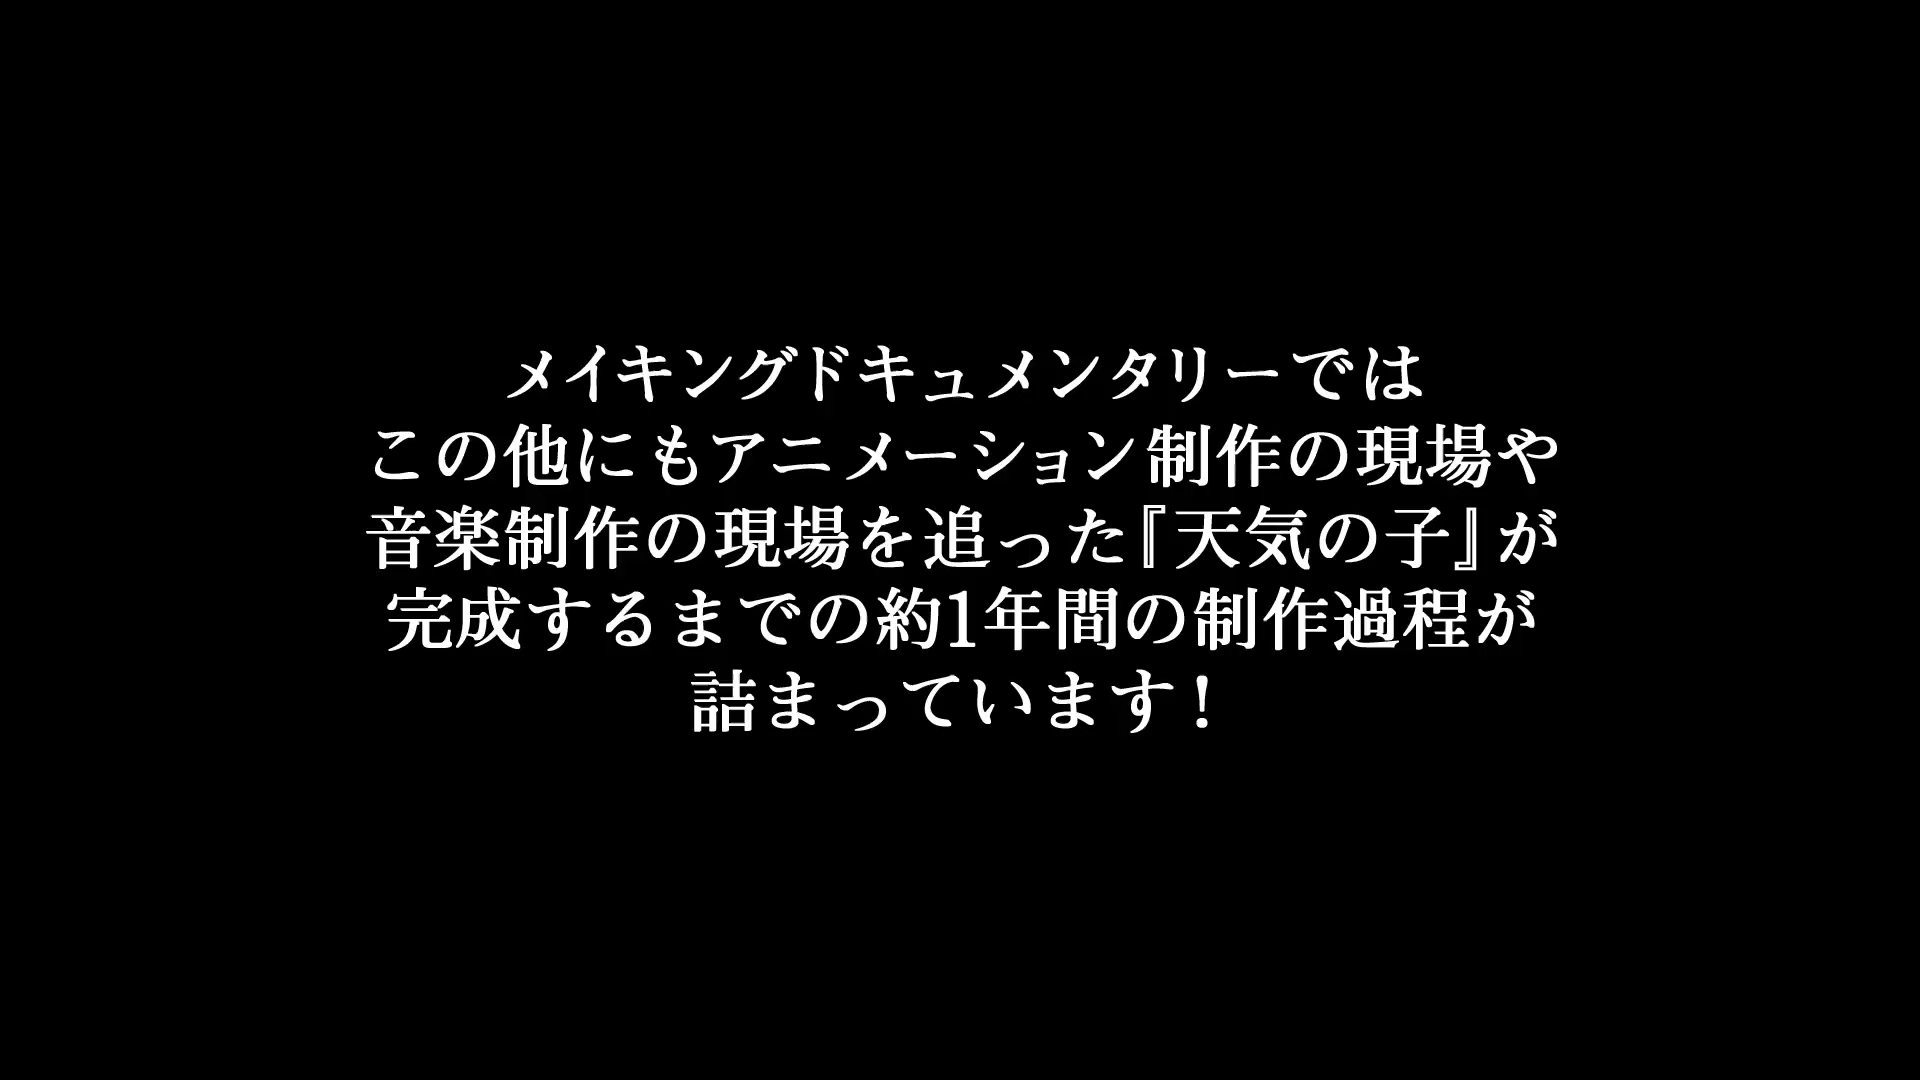 メイキングドキュメンタリーでは
この他にもアニメーション制作の現場や
音楽制作の現場を追った『天気の子』が
完成するまでの約1年間の制作過程が
詰まっています！